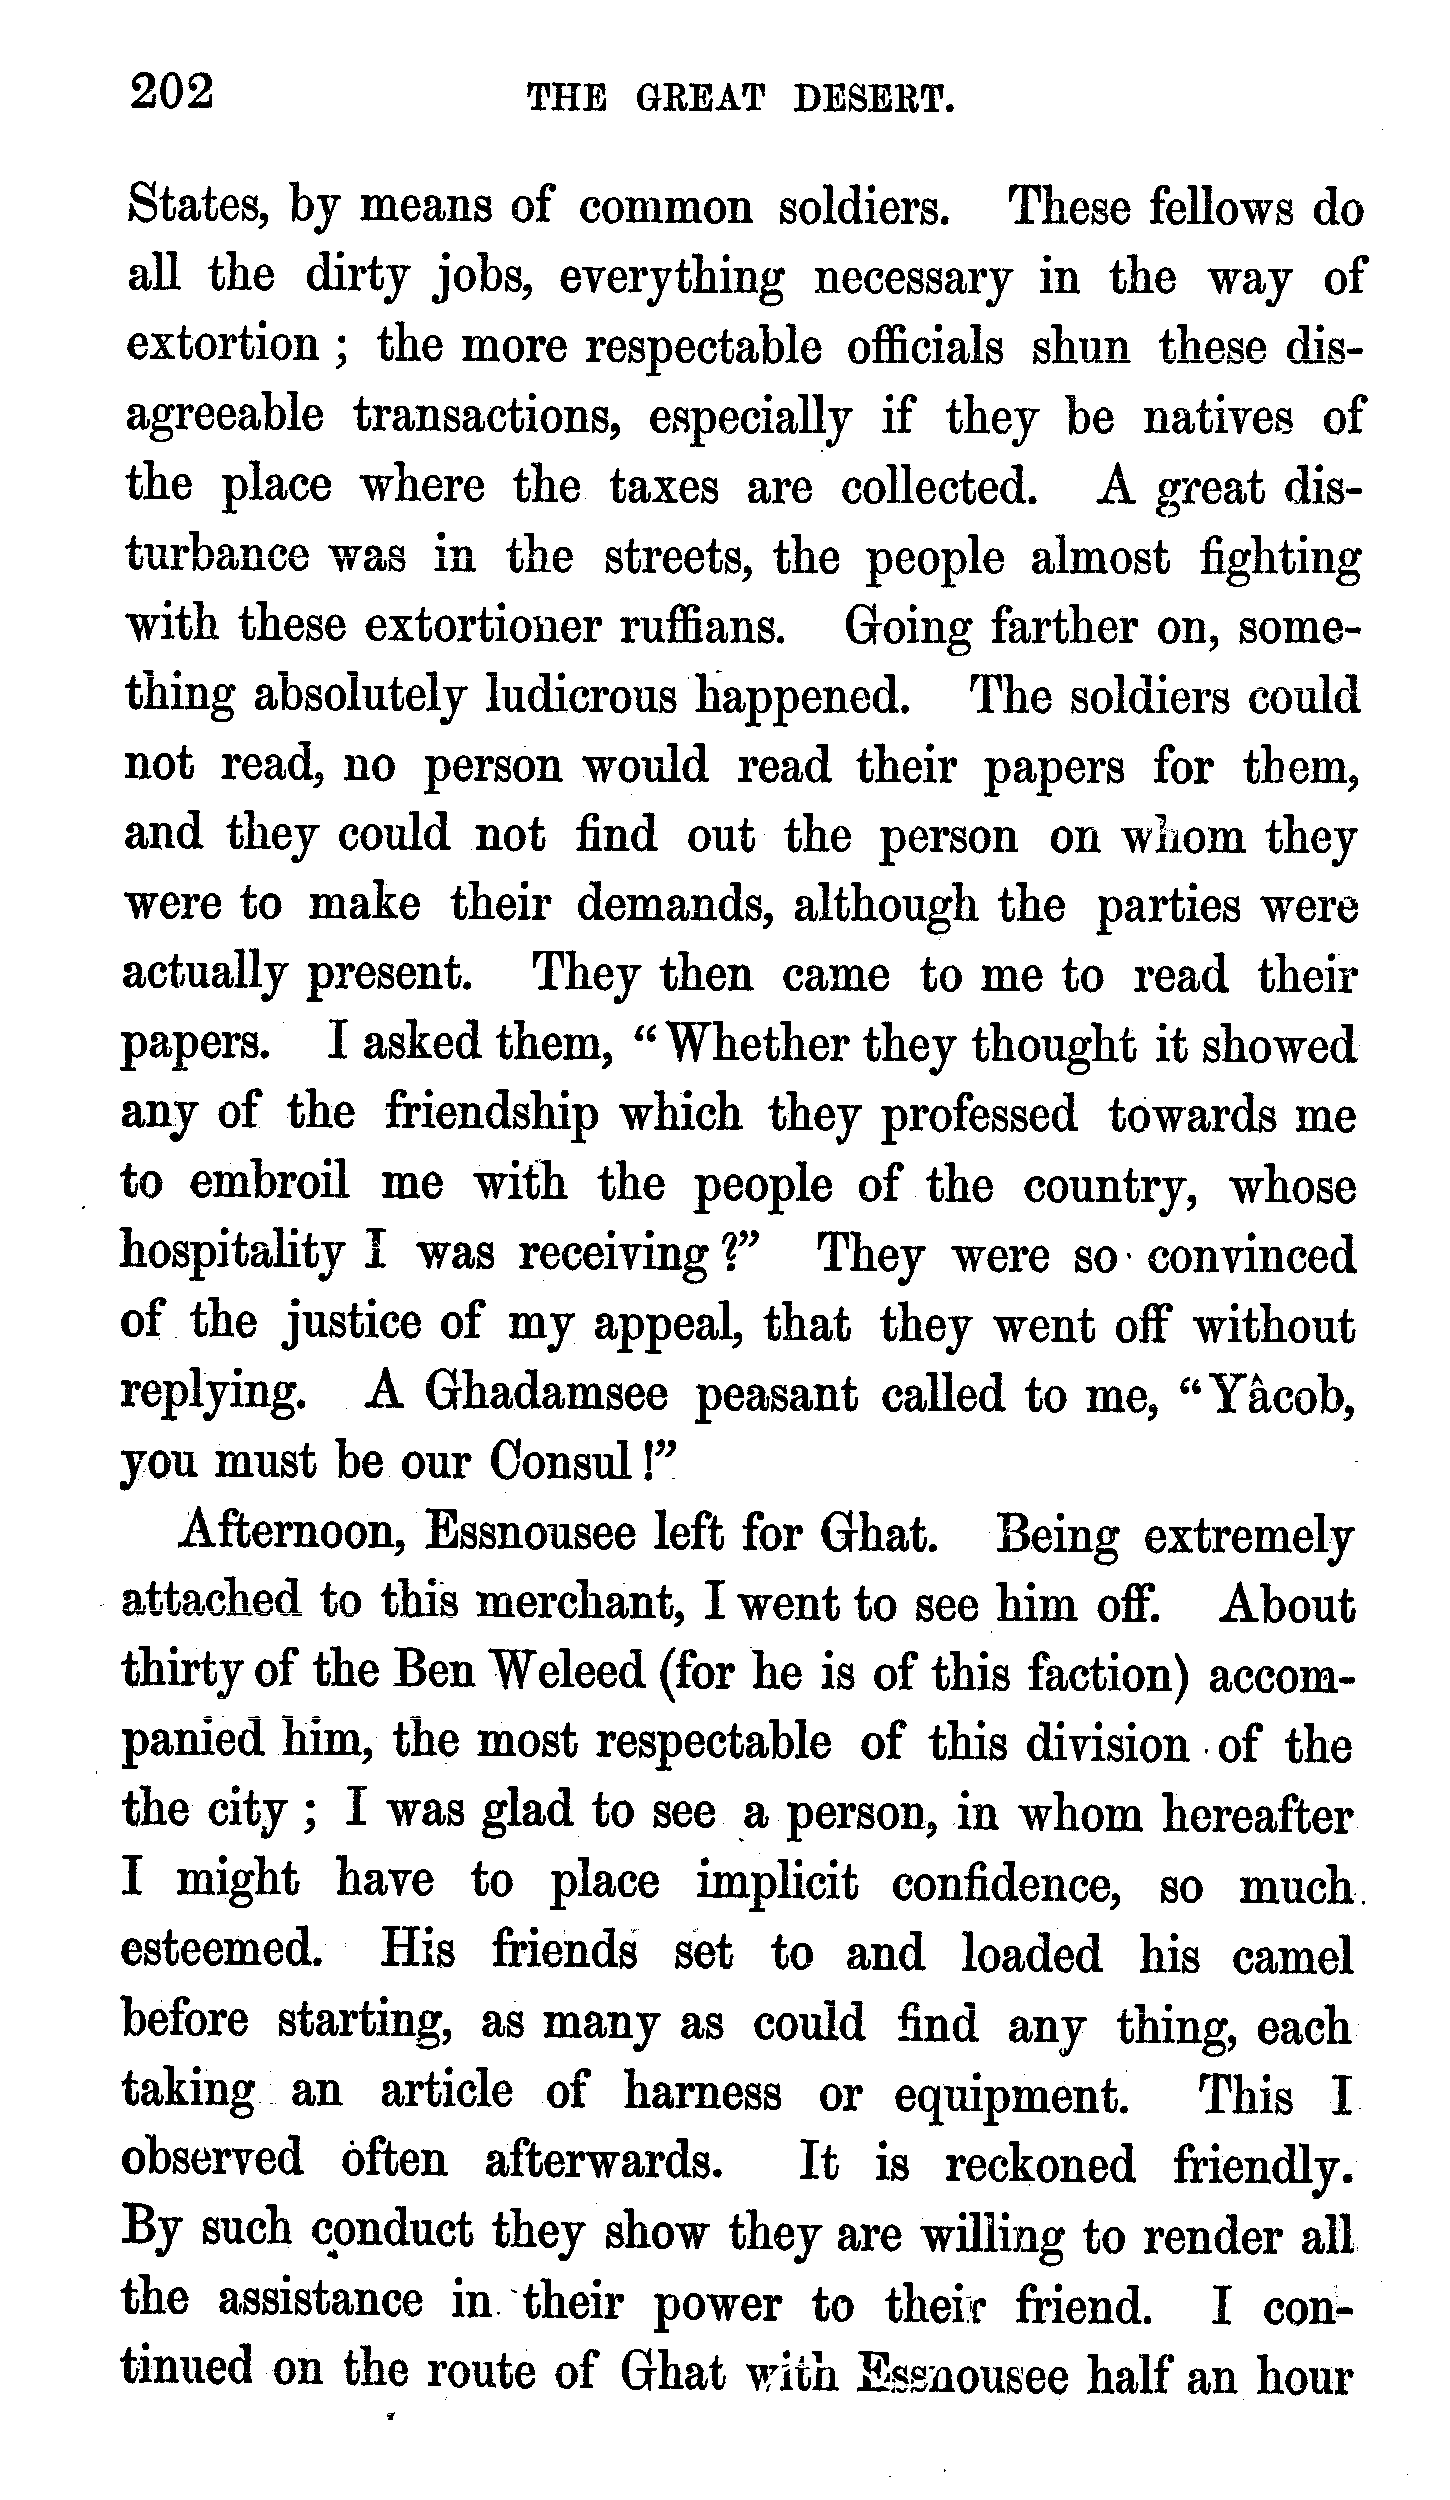 202 THE GREAT DESERT.
States, by means of common soldiers. These fellows do
all the dirty jobs, everything necessary in the way of
extortion ; the more respectable officials shun these dis-
agreeable transactions, especially if they be natives of
the place where the taxes are collected. A great dis-
turbance was in the streets, the people almost fighting
with these extortioner ruffians. Going farther on, some-
thing absolutely ludicrous happened. The soldiers could
not read, no person would read their papers for them,
and they could not find out the person on whom they
were to make their demands, although the parties were
actually present. They then came to me to read their
papers. I asked them, “Whether they thought it showed
any of the friendship which they professed towards me
to embroil me with the people of the country, whose
hospitality I was receiving ?” They were so convinced
of the justice of my appeal, that they went off without
replying. A Ghadamsee peasant called to me, “Yâcob,
you must be our Consul !”
Afternoon, Essnousee left for Ghat. Being extremely
attached to this merchant, I went to see him off. About
thirty of the Ben Weleed (for he is of this faction) accom-
panied him, the most respectable of this division of the
the city ; I was glad to see a person, in whom hereafter
I might have to place implicit confidence, so much
esteemed. His friends set to and loaded his camel
before starting, as many as could find any thing, each
taking an article of harness or equipment. This I
observed often afterwards. It is reckoned friendly.
By such conduct they show they are willing to render all
the assistance in their power to their friend. I con-
tinued on the route of Ghat with Essnousee half an hour